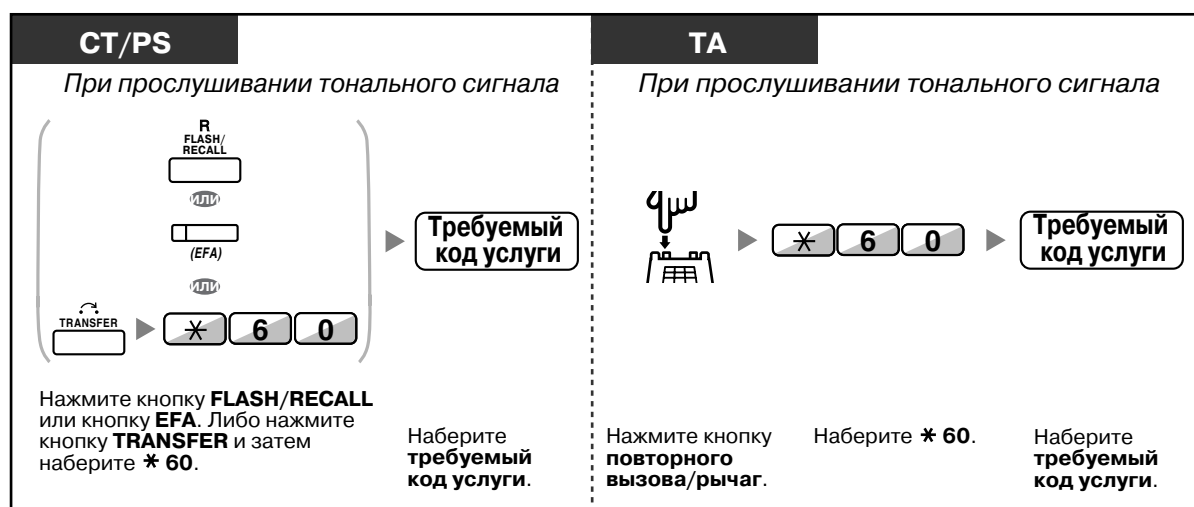 CT/PS
При прослушивании тонального сигнала
R
FLASH/
RECALL
или
(EFA)
или
TRANSFER
* 6 0
Требуемый
код услуги
Нажмите кнопку FLASH/RECALL
или кнопку EFA. Либо нажмите
кнопку TRANSFER и затем
наберите * 60.
Наберите
требуемый
код услуги.
TA
При прослушивании тонального сигнала
* 6 0
Требуемый
код услуги
Нажмите кнопку
повторного
вызова/рычаг.
Наберите * 60.
Наберите
требуемый
код услуги.